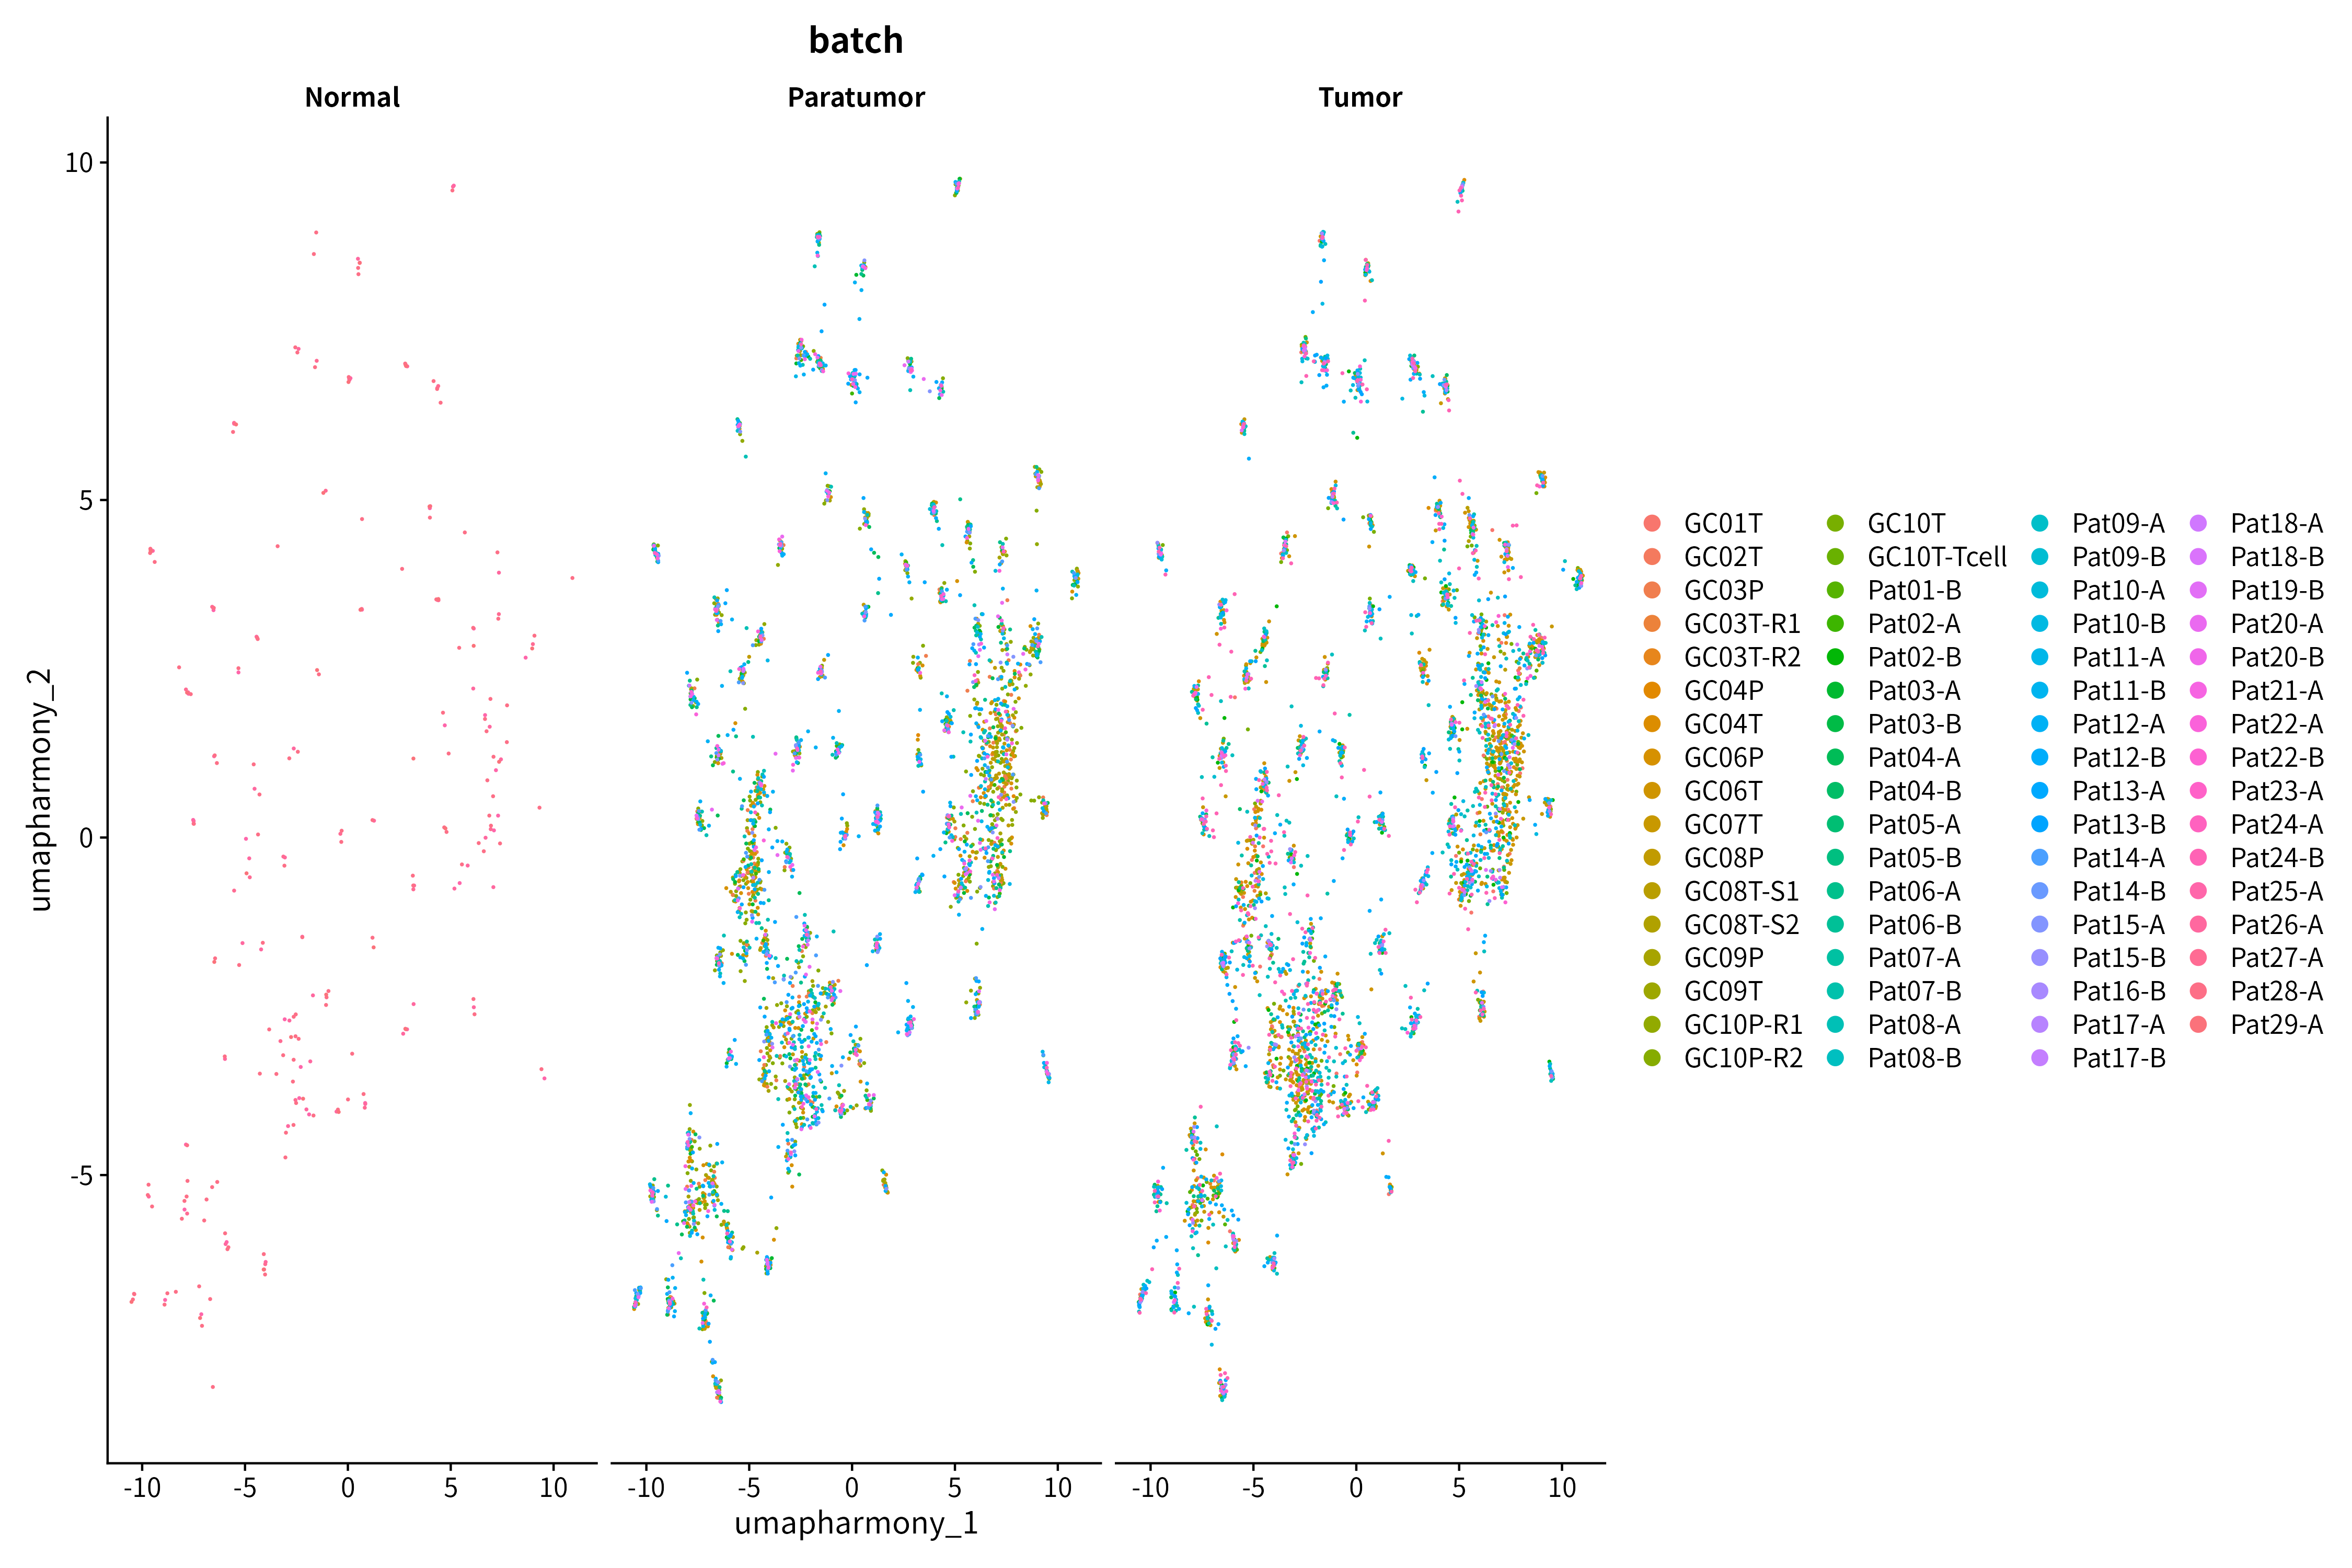 batch
Normal
Paratumor
Tumor
10
5
0
-5
umapharmony_2
-10 -5 0 5 10
-10 -5 0 5 10
-10 -5 0 5 10
umapharmony_1
GC01T
GC02T
GC03P
GC03T-R1
GC03T-R2
GC04P
GC04T
GC06P
GC06T
GC07T
GC08P
GC08T-S1
GC08T-S2
GC09P
GC09T
GC10P-R1
GC10P-R2
GC10T
GC10T-Tcell
Pat01-B
Pat02-A
Pat02-B
Pat03-A
Pat03-B
Pat04-A
Pat04-B
Pat05-A
Pat05-B
Pat06-A
Pat06-B
Pat07-A
Pat07-B
Pat08-A
Pat08-B
Pat09-A
Pat09-B
Pat10-A
Pat10-B
Pat11-A
Pat11-B
Pat12-A
Pat12-B
Pat13-A
Pat13-B
Pat14-A
Pat14-B
Pat15-A
Pat15-B
Pat16-B
Pat17-A
Pat17-B
Pat18-A
Pat18-B
Pat19-B
Pat20-A
Pat20-B
Pat21-A
Pat22-A
Pat22-B
Pat23-A
Pat24-A
Pat24-B
Pat25-A
Pat26-A
Pat27-A
Pat28-A
Pat29-A